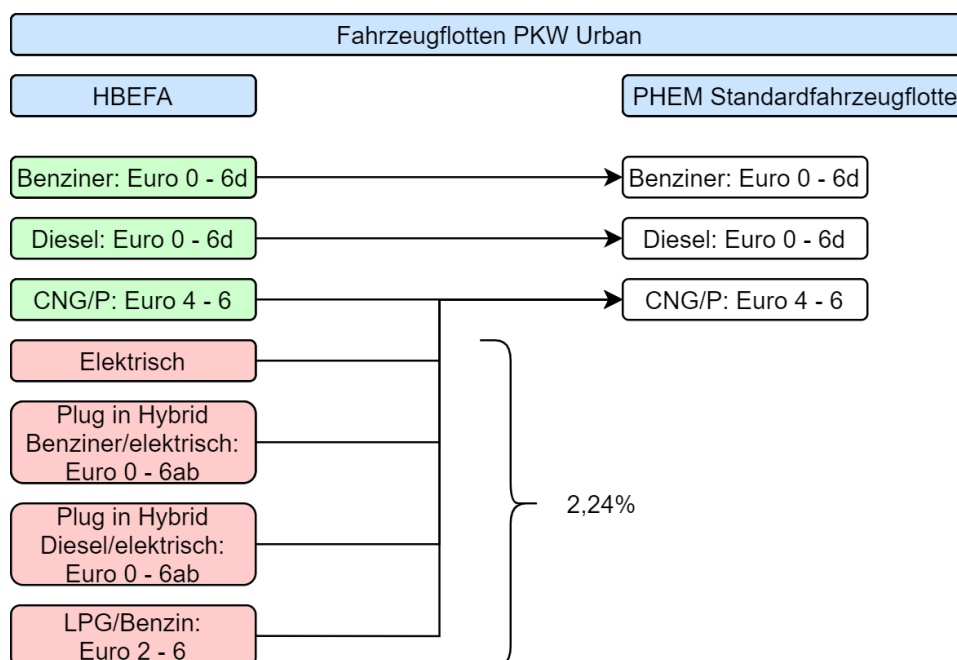 Fahrzeugflotten PKW Urban
HBEFA
PHEM Standardfahrzeugflotte
Benziner: Euro 0 - 6d
Benziner: Euro 0 - 6d
Diesel: Euro 0 - 6d
Diesel: Euro 0 - 6d
CNG/P: Euro 4 - 6
CNG/P: Euro 4 - 6
Elektrisch
Plug in Hybrid
Benziner/elektrisch:
Euro 0 - 6ab
2,24%
Plug in Hybrid
Diesel/elektrisch:
Euro 0 - 6ab
LPG/Benzin:
Euro 2 - 6